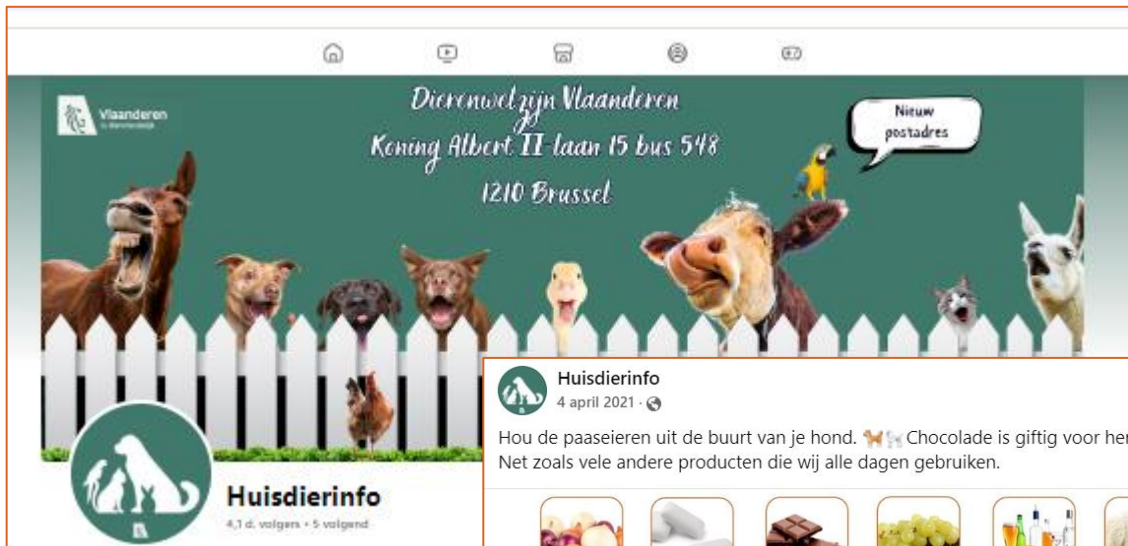 Vlaanderen
Dierenwelzijn Vlaanderen
Koning Albert II-laan 15 bus 548
1210 Brussel
Nieuw
postadres
Huisdierinfo
4,1 d. volgers • 5 volgend
Huisdierinfo
4 april 2021 ·
Hou de paaseieren uit de buurt van je hond. 🐕🐩 Chocolade is giftig voor
Net zoals vele andere producten die wij alle dagen gebruiken.